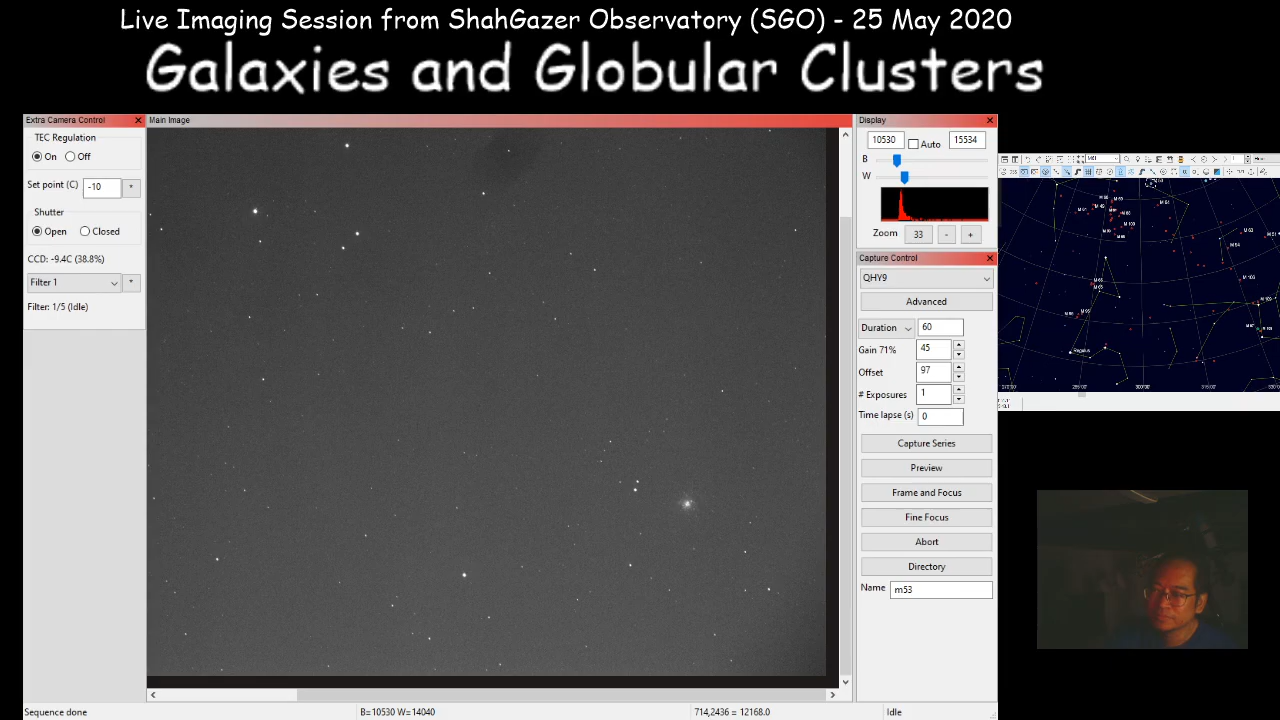 Live Imaging Session from ShahGazer Observatory (SGO) - 25 May 2020
Galaxies and Globular Clusters
Extra Camera Control
TEC Regulation
On Off
Set point (C) -10 *
Shutter
Open Closed
CCD: -9.4C (38.8%)
Filter 1 *
Filter: 1/5 (Idle)
Main Image
Display
10530 Auto 15534
B
W
Zoom 33 - +
Capture Control
QHY9
Advanced
Duration 60
Gain 71% 45
Offset 97
# Exposures 1
Time lapse (s) 0
Capture Series
Preview
Frame and Focus
Fine Focus
Abort
Directory
Name m53
Regulus
Sequence done B=10530 W=14040 714,2436 = 12168.0 Idle